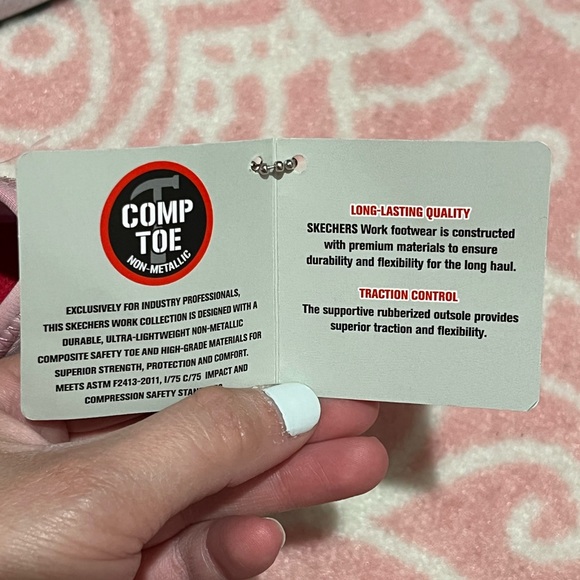 COMP
TOE
NON-METALLIC
EXCLUSIVELY FOR INDUSTRY PROFESSIONALS,
THIS SKECHERS WORK COLLECTION IS DESIGNED WITH A
DURABLE, ULTRA-LIGHTWEIGHT NON-METALLIC
COMPOSITE SAFETY TOE AND HIGH-GRADE MATERIALS FOR
SUPERIOR STRENGTH, PROTECTION AND COMFORT.
MEETS ASTM F2413-2011, I/75 C/75 IMPACT AND
COMPRESSION SAFETY
LONG-LASTING QUALITY
SKECHERS Work footwear is constructed
with premium materials to ensure
durability and flexibility for the long haul.
TRACTION CONTROL
The supportive rubberized outsole provides
superior traction and flexibility.